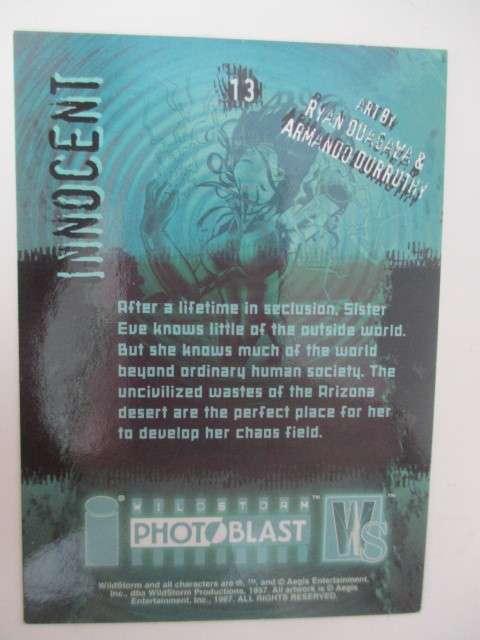 INNOCENT
13
ART BY
RYAN ODAGAWA &
ARMANDO DURRUTHY
After a lifetime in seclusion, Sister
Eve knows little of the outside world.
But she knows much of the world
beyond ordinary human society. The
uncivilized wastes of the Arizona
desert are the perfect place for her
to develop her chaos field.
WILDSTORM™
PHOTOBLAST
WS™
WildStorm and all characters are ®, ™, and © Aegis Entertainment,
Inc., dba WildStorm Productions, 1997. All artwork is © Aegis
Entertainment, Inc., 1997. ALL RIGHTS RESERVED.